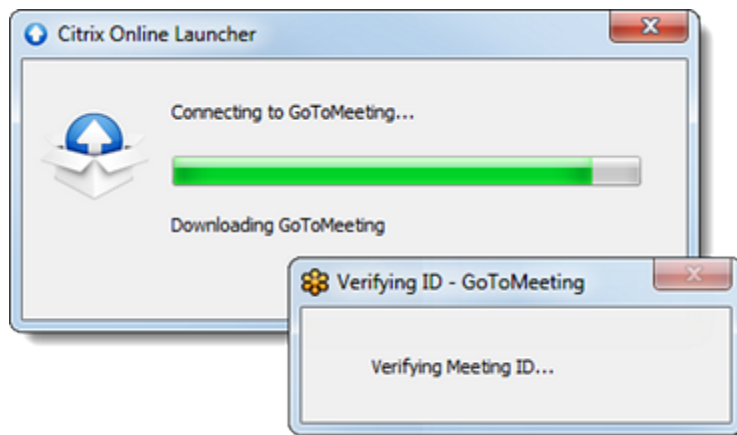 Citrix Online Launcher
Connecting to GoToMeeting...
Downloading GoToMeeting
Verifying ID - GoToMeeting
Verifying Meeting ID...